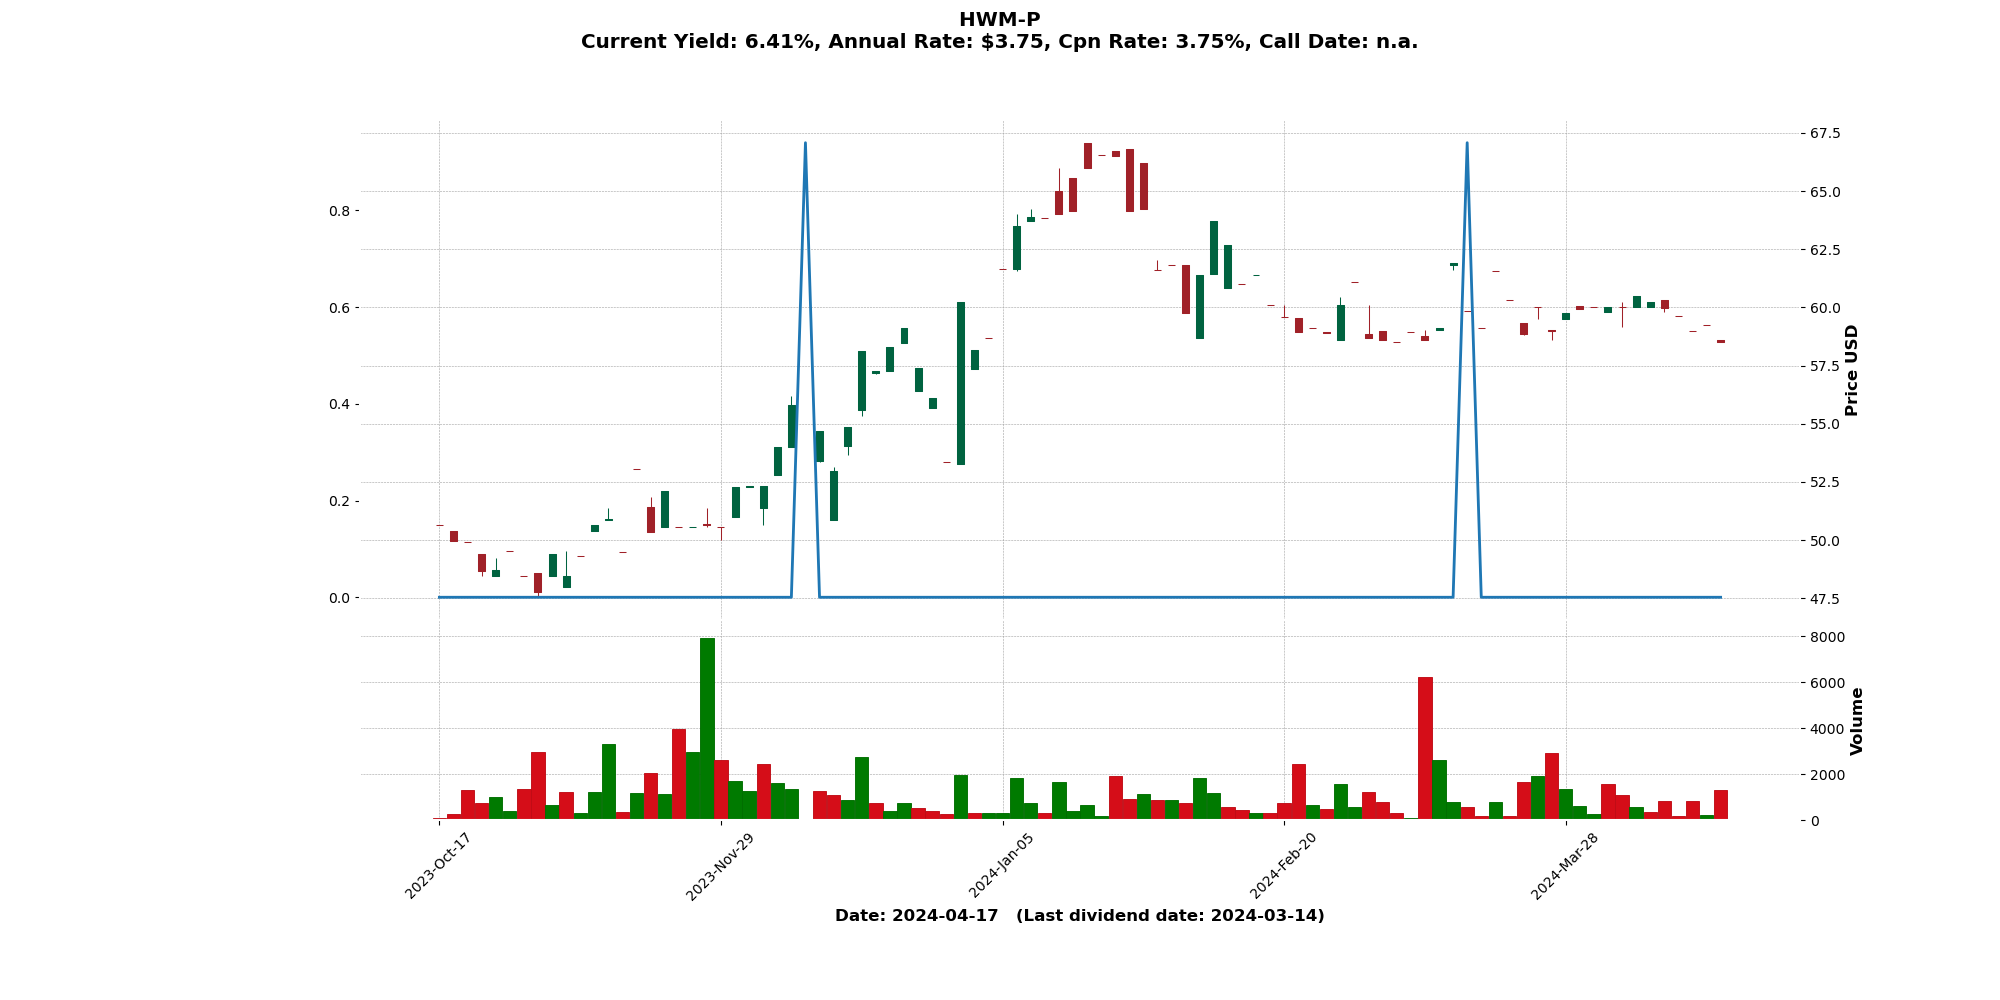 HWM-P
Current Yield: 6.41%, Annual Rate: $3.75, Cpn Rate: 3.75%, Call Date: n.a.
67.5
65.0
0.8
62.5
0.6
60.0
57.5
Price USD
0.4
55.0
52.5
0.2
50.0
0.0
47.5
8000
6000
4000
Volume
2000
0
2023-Oct-17
2023-Nov-29
2024-Jan-05
2024-Feb-20
2024-Mar-28
Date: 2024-04-17 (Last dividend date: 2024-03-14)